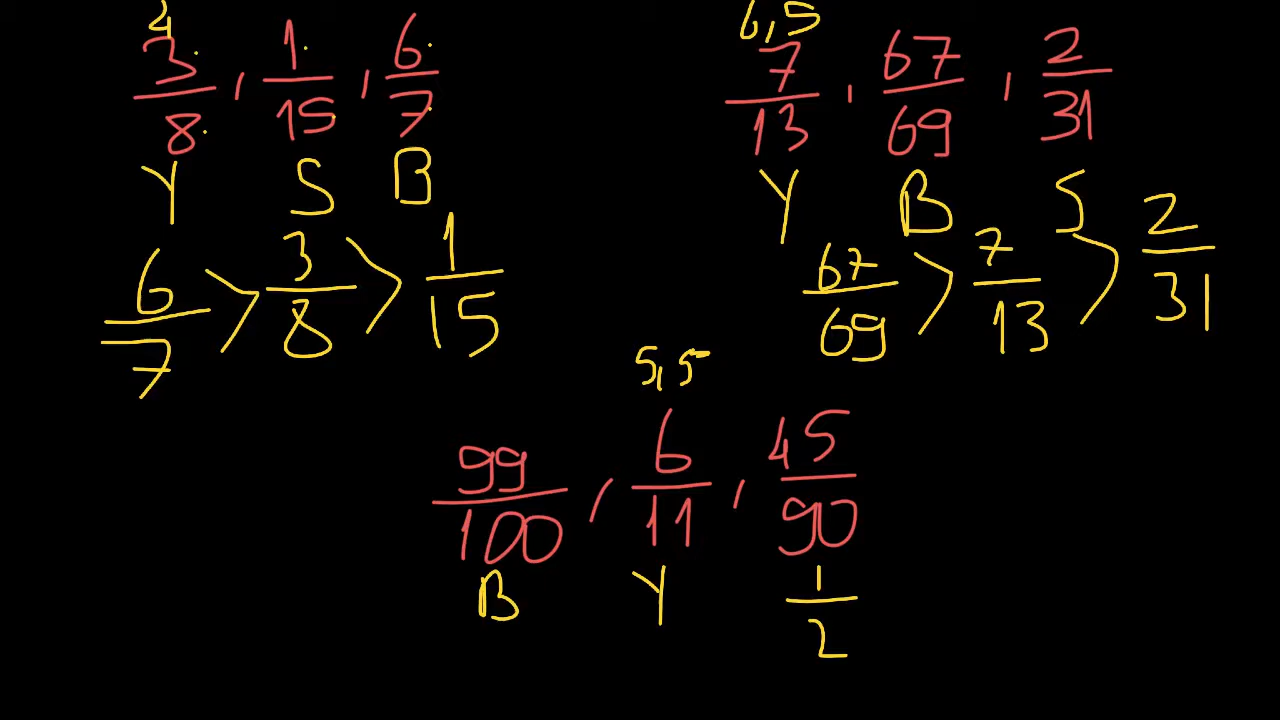 4
3/8 , 1/15 , 6/7
Y S B
6/7 > 3/8 > 1/15
6,5
7/13 , 67/69 , 2/31
Y B S
67/69 > 7/13 > 2/31
5,5
99/100 , 6/11 , 45/90
B Y 1/2